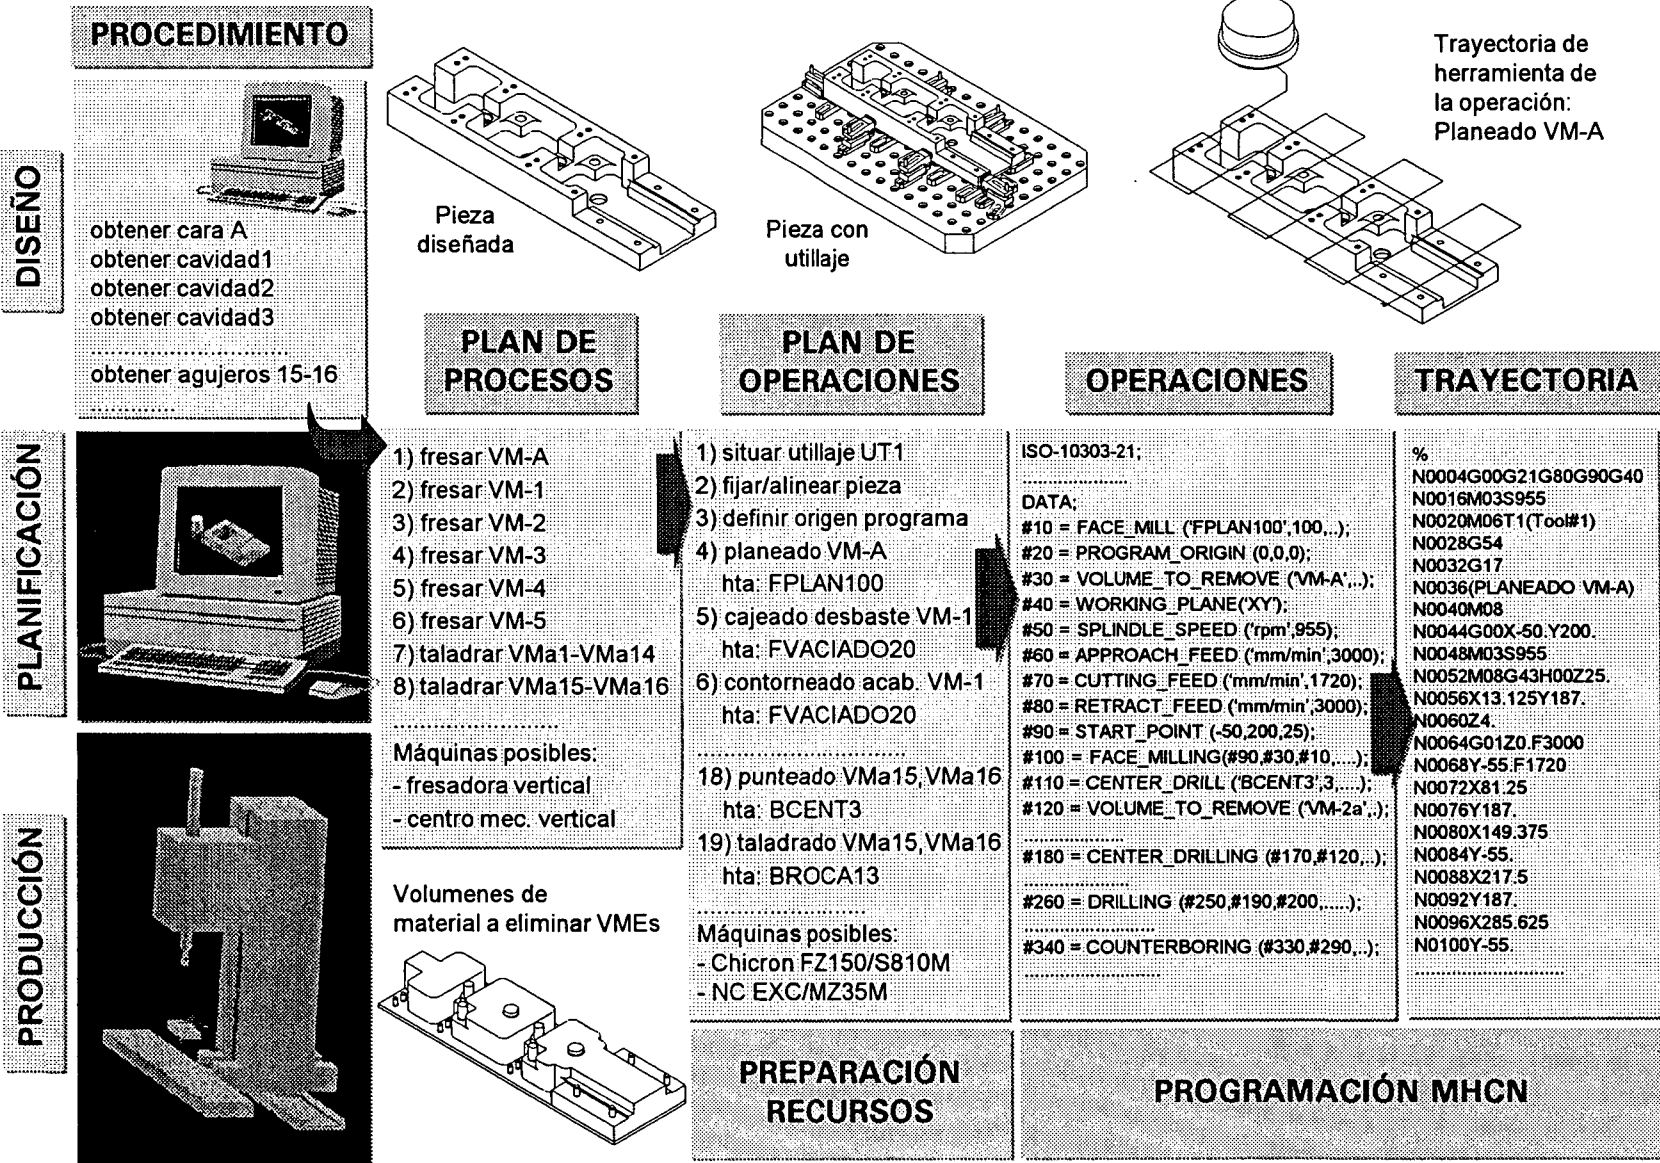 PROCEDIMIENTO
DISEÑO
obtener cara A
obtener cavidad1
obtener cavidad2
obtener cavidad3
..............................
obtener agujeros 15-16
.............
Pieza
diseñada
Pieza con
utillaje
Trayectoria de
herramienta de
la operación:
Planeado VM-A
PLANIFICACIÓN
PLAN DE
PROCESOS
1) fresar VM-A
2) fresar VM-1
3) fresar VM-2
4) fresar VM-3
5) fresar VM-4
6) fresar VM-5
7) taladrar VMa1-VMa14
8) taladrar VMa15-VMa16
.........................
Máquinas posibles:
- fresadora vertical
- centro mec. vertical
PLAN DE
OPERACIONES
1) situar utillaje UT1
2) fijar/alinear pieza
3) definir origen programa
4) planeado VM-A
hta: FPLAN100
5) cajeado desbaste VM-1
hta: FVACIADO20
6) contorneado acab. VM-1
hta: FVACIADO20
................................
18) punteado VMa15,VMa16
hta: BCENT3
19) taladrado VMa15,VMa16
hta: BROCA13
..........................
Máquinas posibles:
- Chicron FZ150/S810M
- NC EXC/MZ35M
OPERACIONES
ISO-10303-21;
....................
DATA;
#10 = FACE_MILL ('FPLAN100',100,..);
#20 = PROGRAM_ORIGIN (0,0,0);
#30 = VOLUME_TO_REMOVE ('VM-A',..);
#40 = WORKING_PLANE('XY');
#50 = SPLINDLE_SPEED ('rpm',955);
#60 = APPROACH_FEED ('mm/min',3000);
#70 = CUTTING_FEED ('mm/min',1720);
#80 = RETRACT_FEED ('mm/min',3000);
#90 = START_POINT (-50,200,25);
#100 = FACE_MILLING(#90,#30,#10,....);
#110 = CENTER_DRILL ('BCENT3',3,....);
#120 = VOLUME_TO_REMOVE ('VM-2a',.);
....................
#180 = CENTER_DRILLING (#170,#120,..);
....................
#260 = DRILLING (#250,#190,#200,.....);
.........................
#340 = COUNTERBORING (#330,#290,..);
..........................
TRAYECTORIA
%
N0004G00G21G80G90G40
N0016M03S955
N0020M06T1(Tool#1)
N0028G54
N0032G17
N0036(PLANEADO VM-A)
N0040M08
N0044G00X-50.Y200.
N0048M03S955
N0052M08G43H00Z25.
N0056X13.125Y187.
N0060Z4.
N0064G01Z0.F3000
N0068Y-55.F1720
N0072X81.25
N0076Y187.
N0080X149.375
N0084Y-55.
N0088X217.5
N0092Y187.
N0096X285.625
N0100Y-55.
............................
PRODUCCIÓN
Volumenes de
material a eliminar VMEs
PREPARACIÓN
RECURSOS
PROGRAMACIÓN MHCN